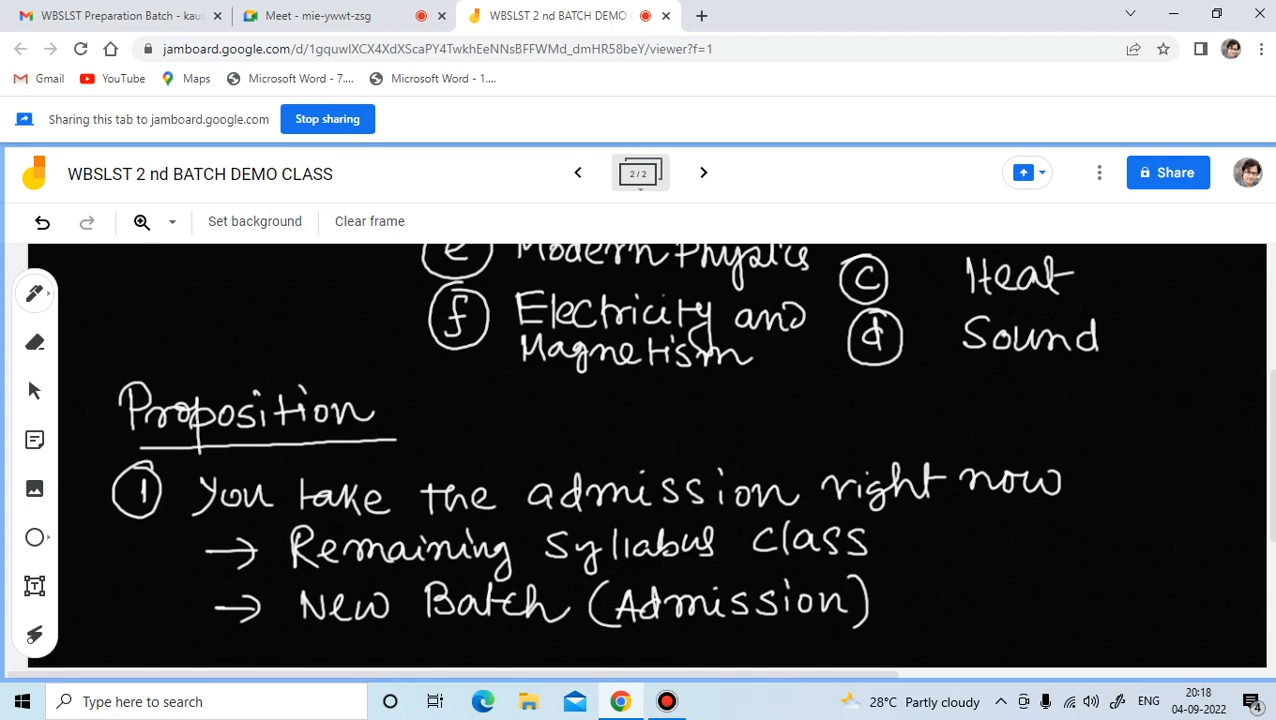 WBSLST Preparation Batch - kaus
Meet - mie-ywwt-zsg
WBSLST 2 nd BATCH DEMO
jamboard.google.com/d/1gquwIXCX4XdXScaPY4TwkhEeNNsBFFWMd_dmHR58beY/viewer?f=1
Gmail YouTube Maps Microsoft Word - 7.... Microsoft Word - 1....
Sharing this tab to jamboard.google.com Stop sharing
WBSLST 2 nd BATCH DEMO CLASS 2 / 2 Share
Set background Clear frame
e Modern Physics c Heat
f Electricity and d Sound
Magnetism
Proposition
1 You take the admission right now
→ Remaining Syllabus class
→ New Batch (Admission)
Type here to search 28°C Partly cloudy ENG 20:18
04-09-2022 4